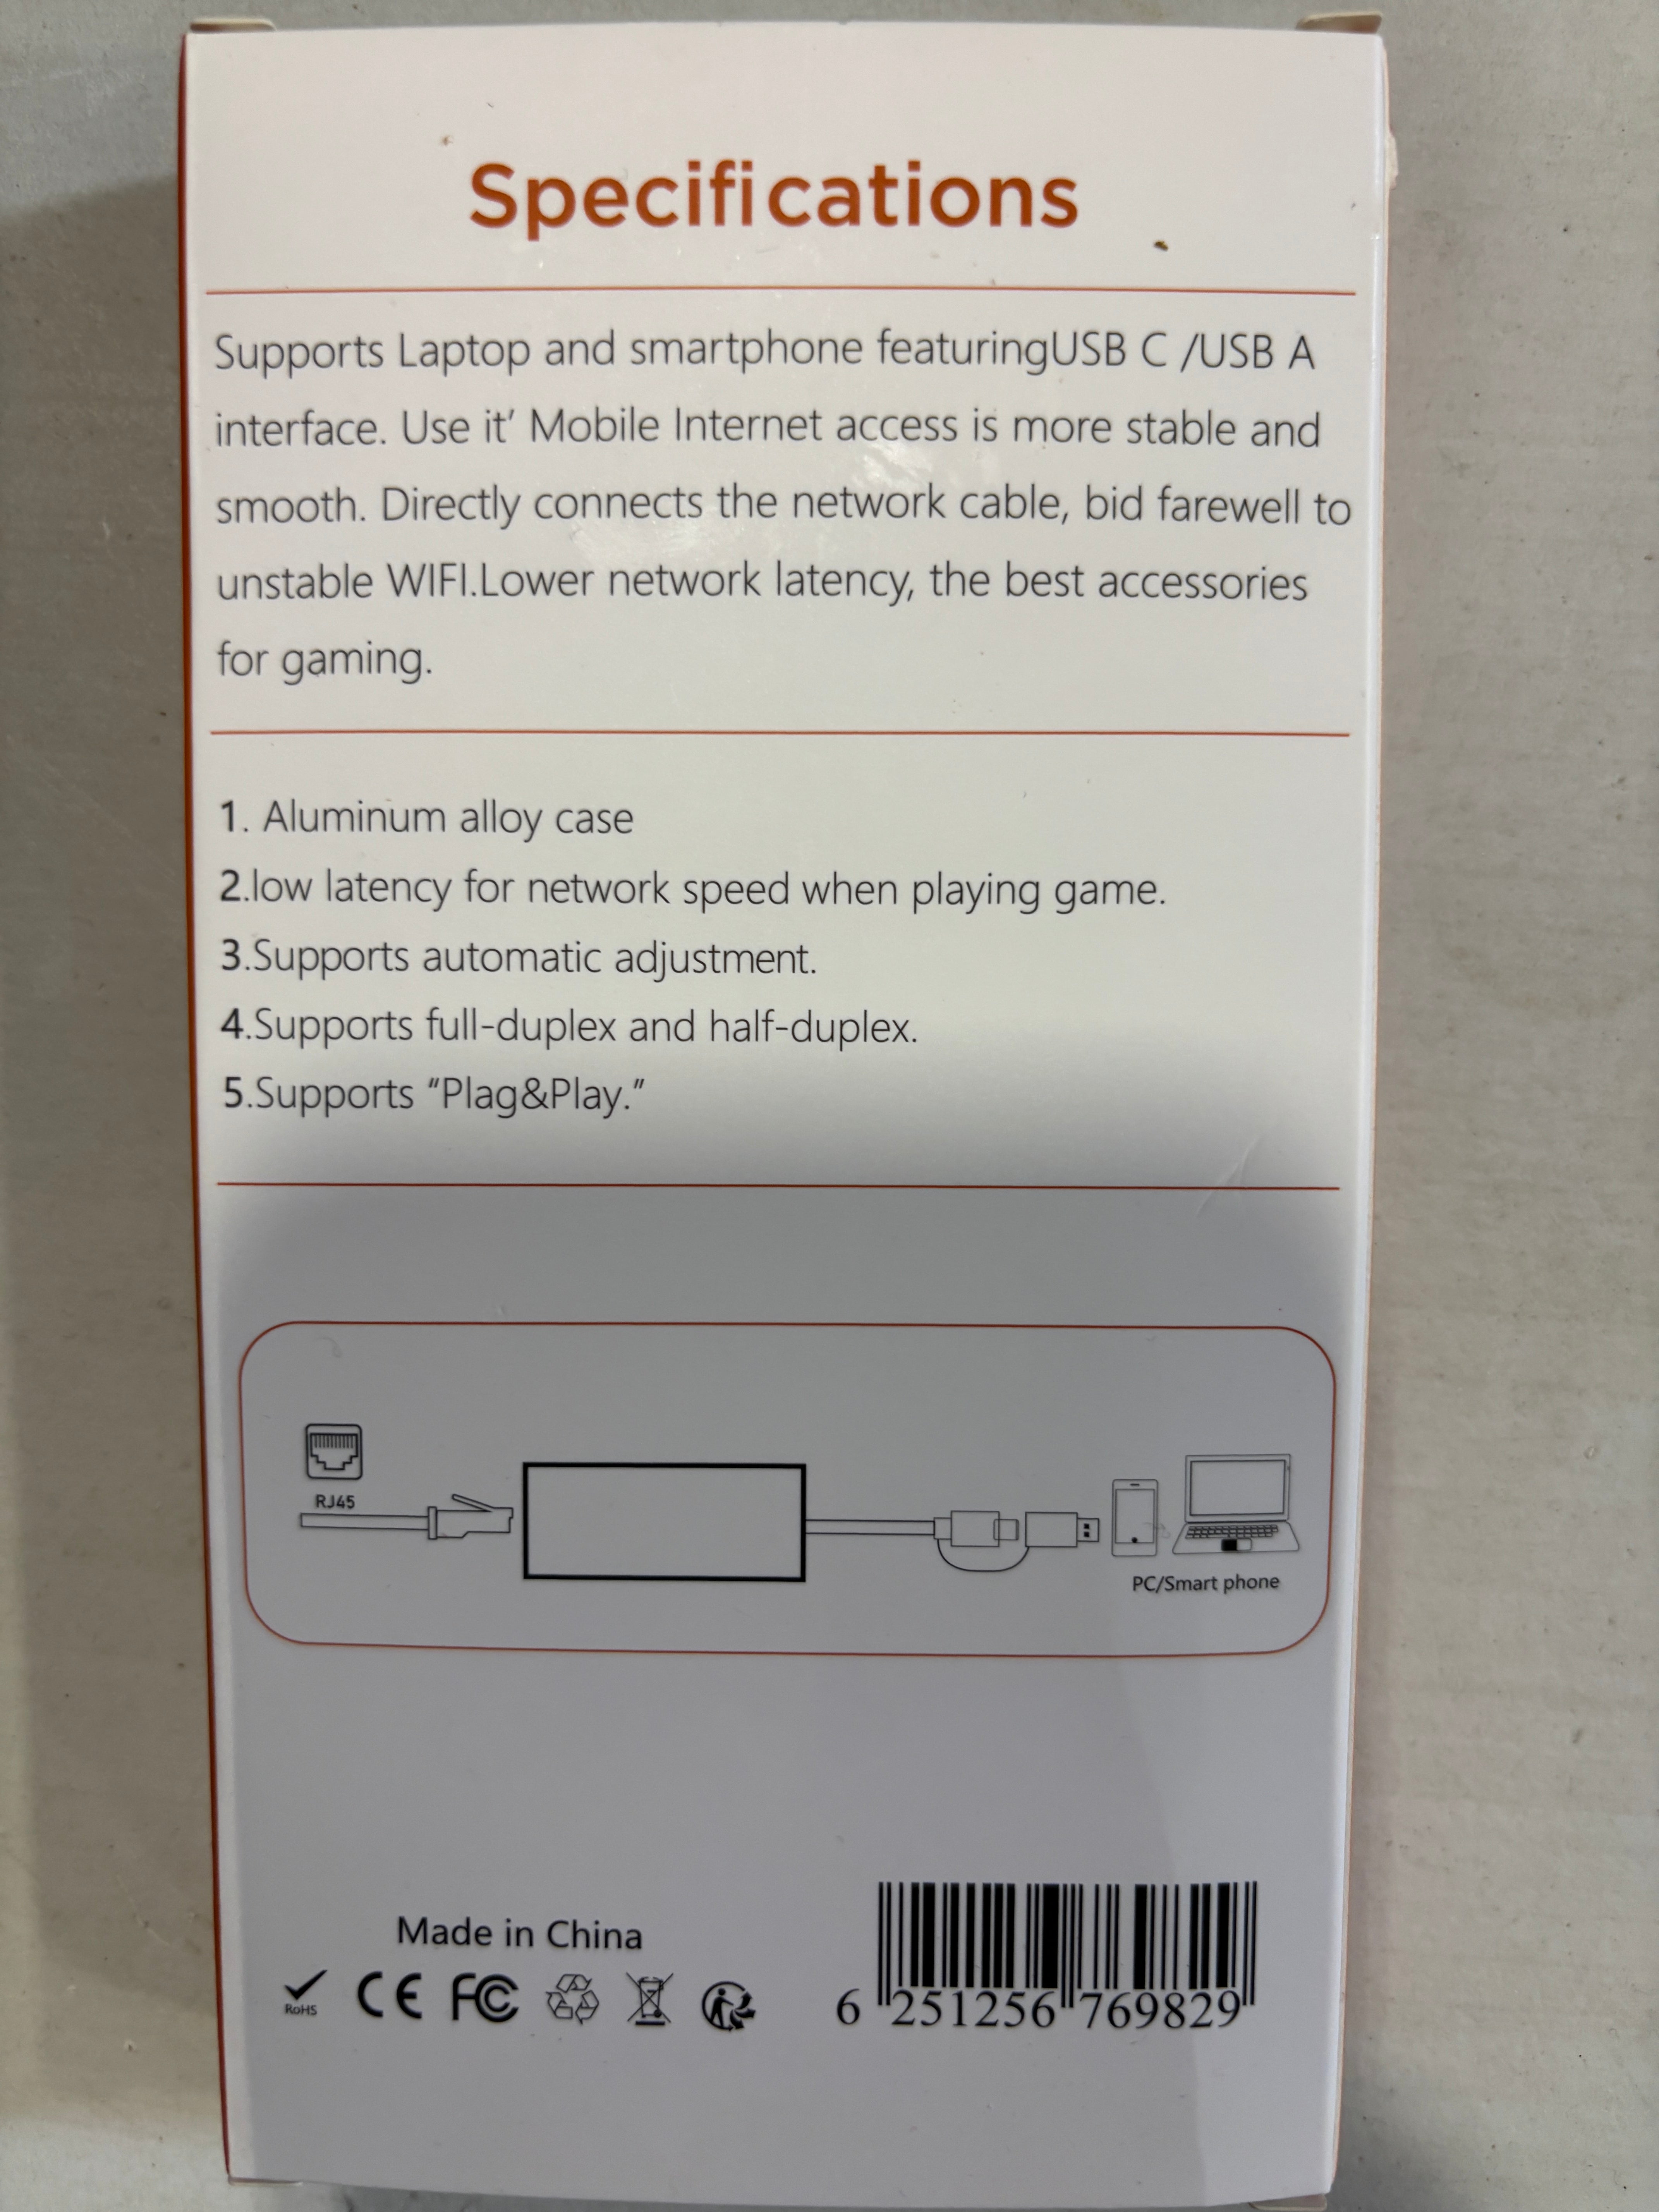 Specifications
Supports Laptop and smartphone featuringUSB C /USB A
interface. Use it' Mobile Internet access is more stable and
smooth. Directly connects the network cable, bid farewell to
unstable WIFI.Lower network latency, the best accessories
for gaming.
1. Aluminum alloy case
2.low latency for network speed when playing game.
3.Supports automatic adjustment.
4.Supports full-duplex and half-duplex.
5.Supports "Plag&Play."
RJ45
PC/Smart phone
Made in China
RoHS CE FC
6 251256 769829